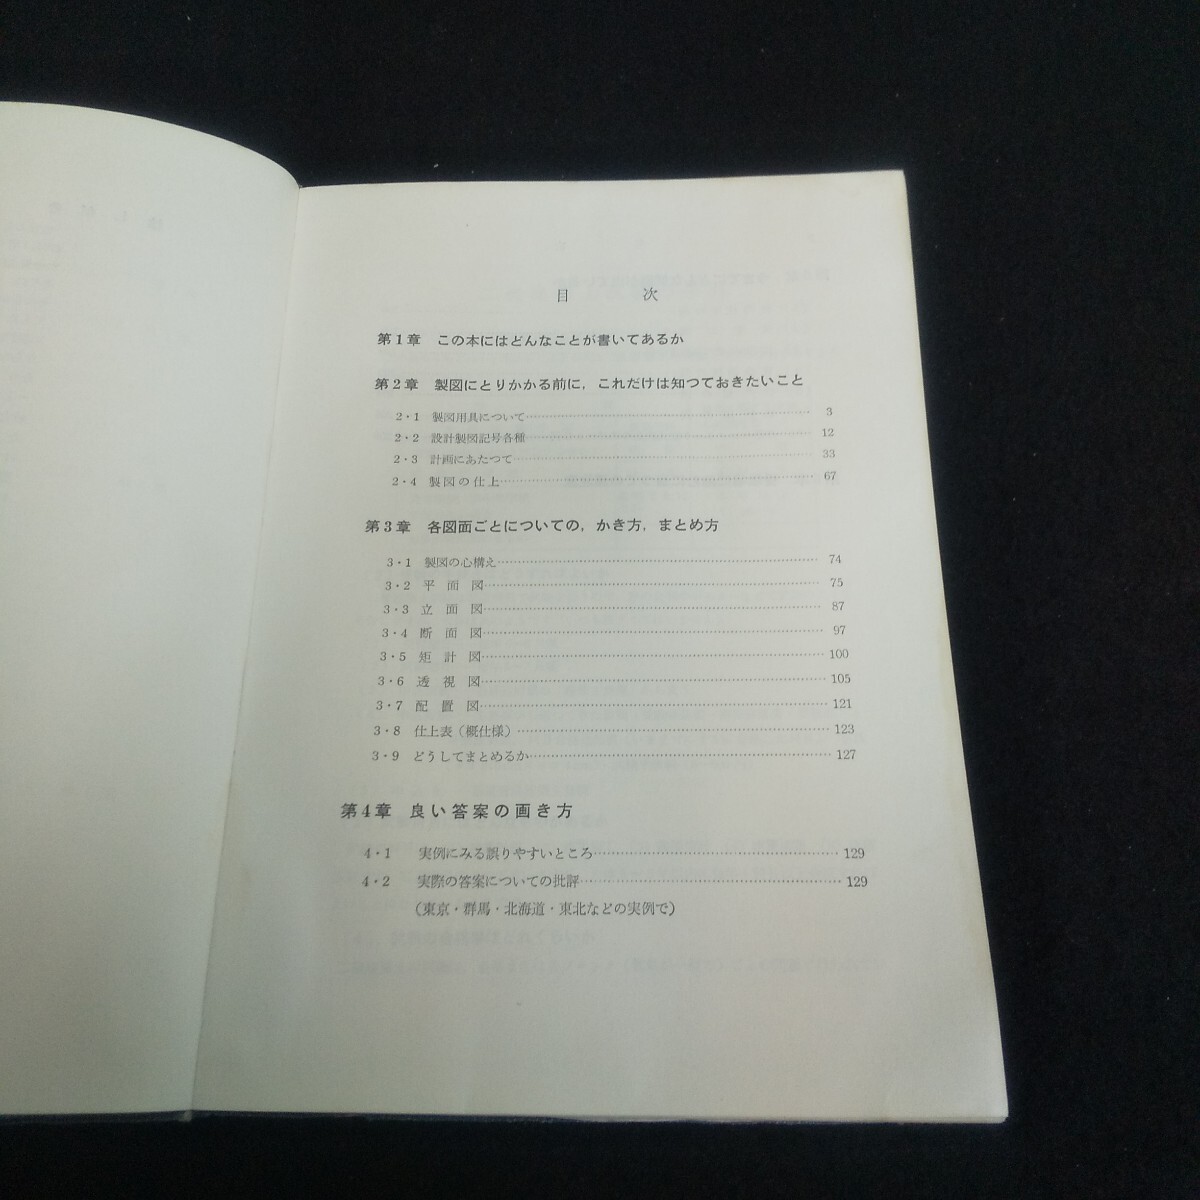 目 次
第1章 この本にはどんなことが書いてあるか
第2章 製図にとりかかる前に，これだけは知つておきたいこと
2・1 製図用具について 3
2・2 設計製図記号各種 12
2・3 計画にあたつて 33
2・4 製図の仕上 67
第3章 各図面ごとについての，かき方，まとめ方
3・1 製図の心構え 74
3・2 平面図 75
3・3 立面図 87
3・4 断面図 97
3・5 矩計図 100
3・6 透視図 105
3・7 配置図 121
3・8 仕上表（概仕様） 123
3・9 どうしてまとめるか 127
第4章 良い答案の画き方
4・1 実例にみる誤りやすいところ 129
4・2 実際の答案についての批評 129
（東京・群馬・北海道・東北などの実例で）